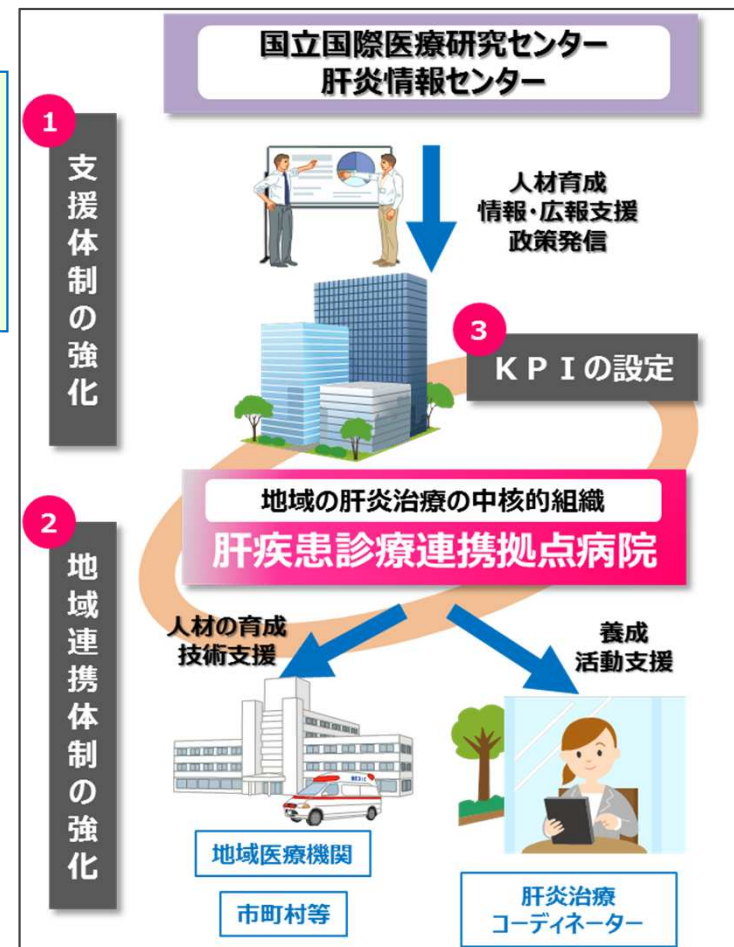 国立国際医療研究センター
肝炎情報センター
1
支援体制の強化
人材育成
情報・広報支援
政策発信
3
ＫＰＩの設定
地域の肝炎治療の中核的組織
肝疾患診療連携拠点病院
2
地域連携体制の強化
人材の育成
技術支援
養成
活動支援
地域医療機関
市町村等
肝炎治療
コーディネーター